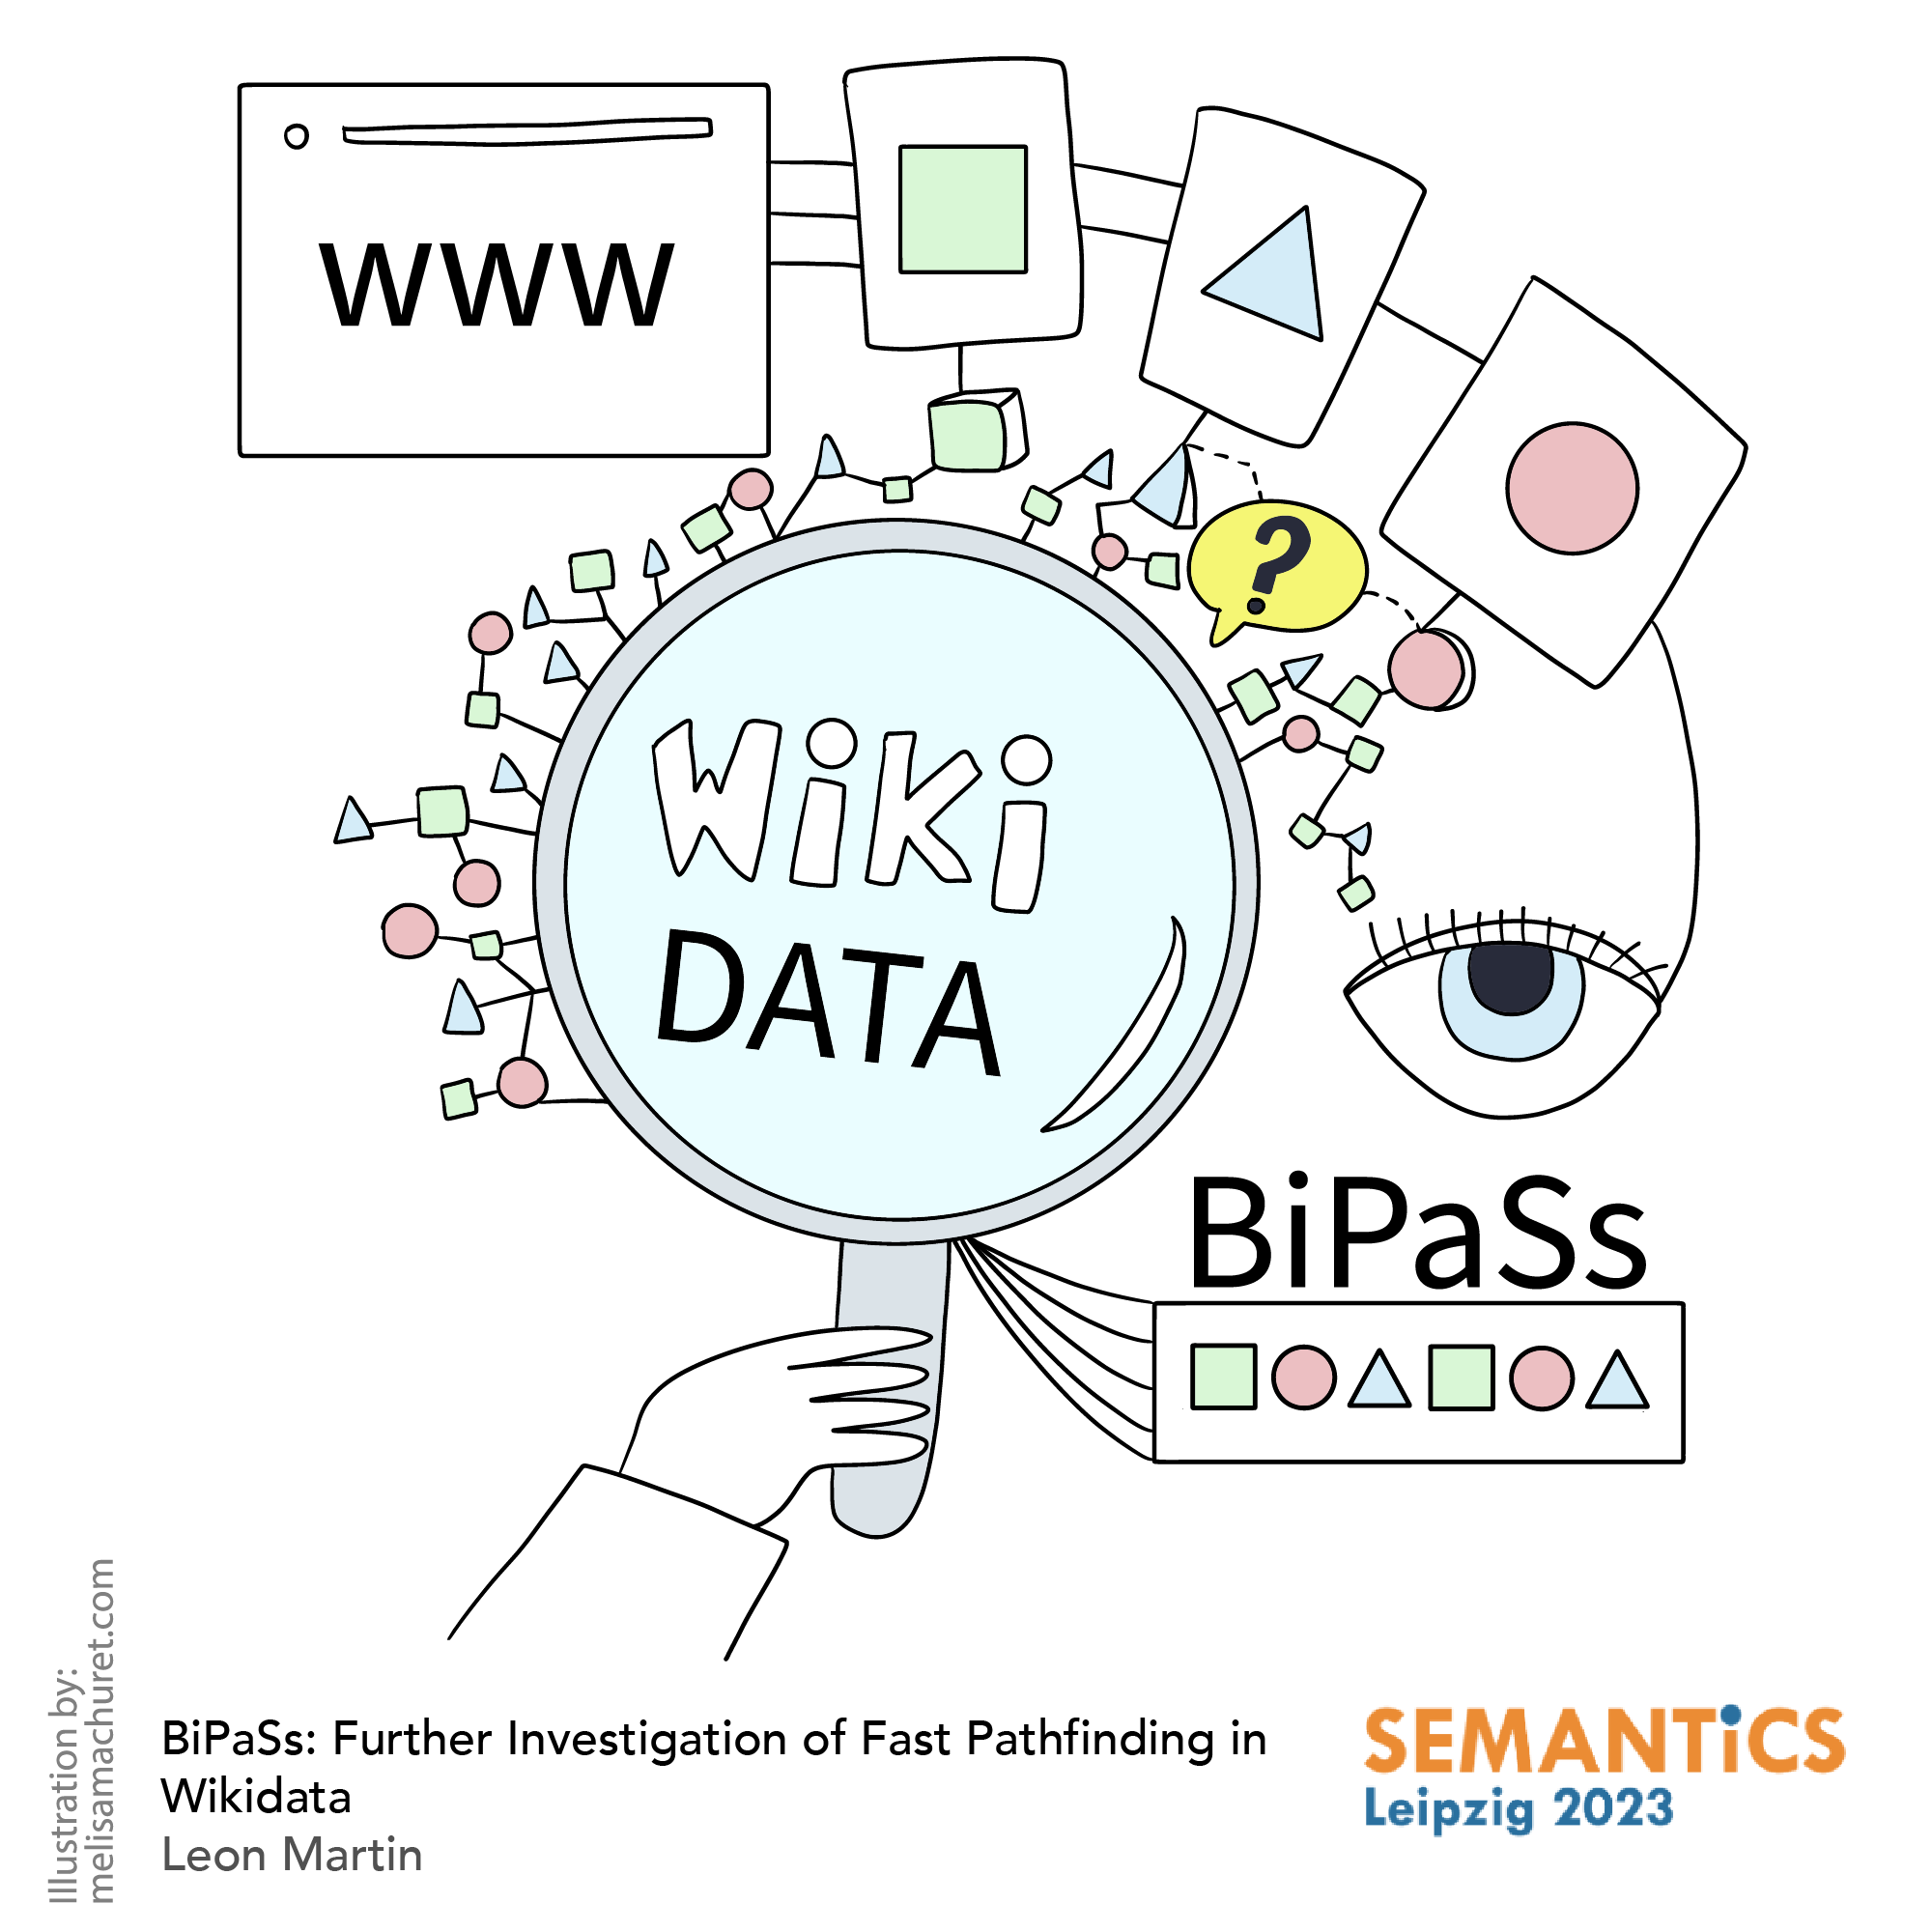 WWW
?
WiKi
DATA
BiPaSs
BiPaSs: Further Investigation of Fast Pathfinding in
Wikidata
Leon Martin
SEMANTiCS
Leipzig 2023
Illustration by:
melisamachuret.com